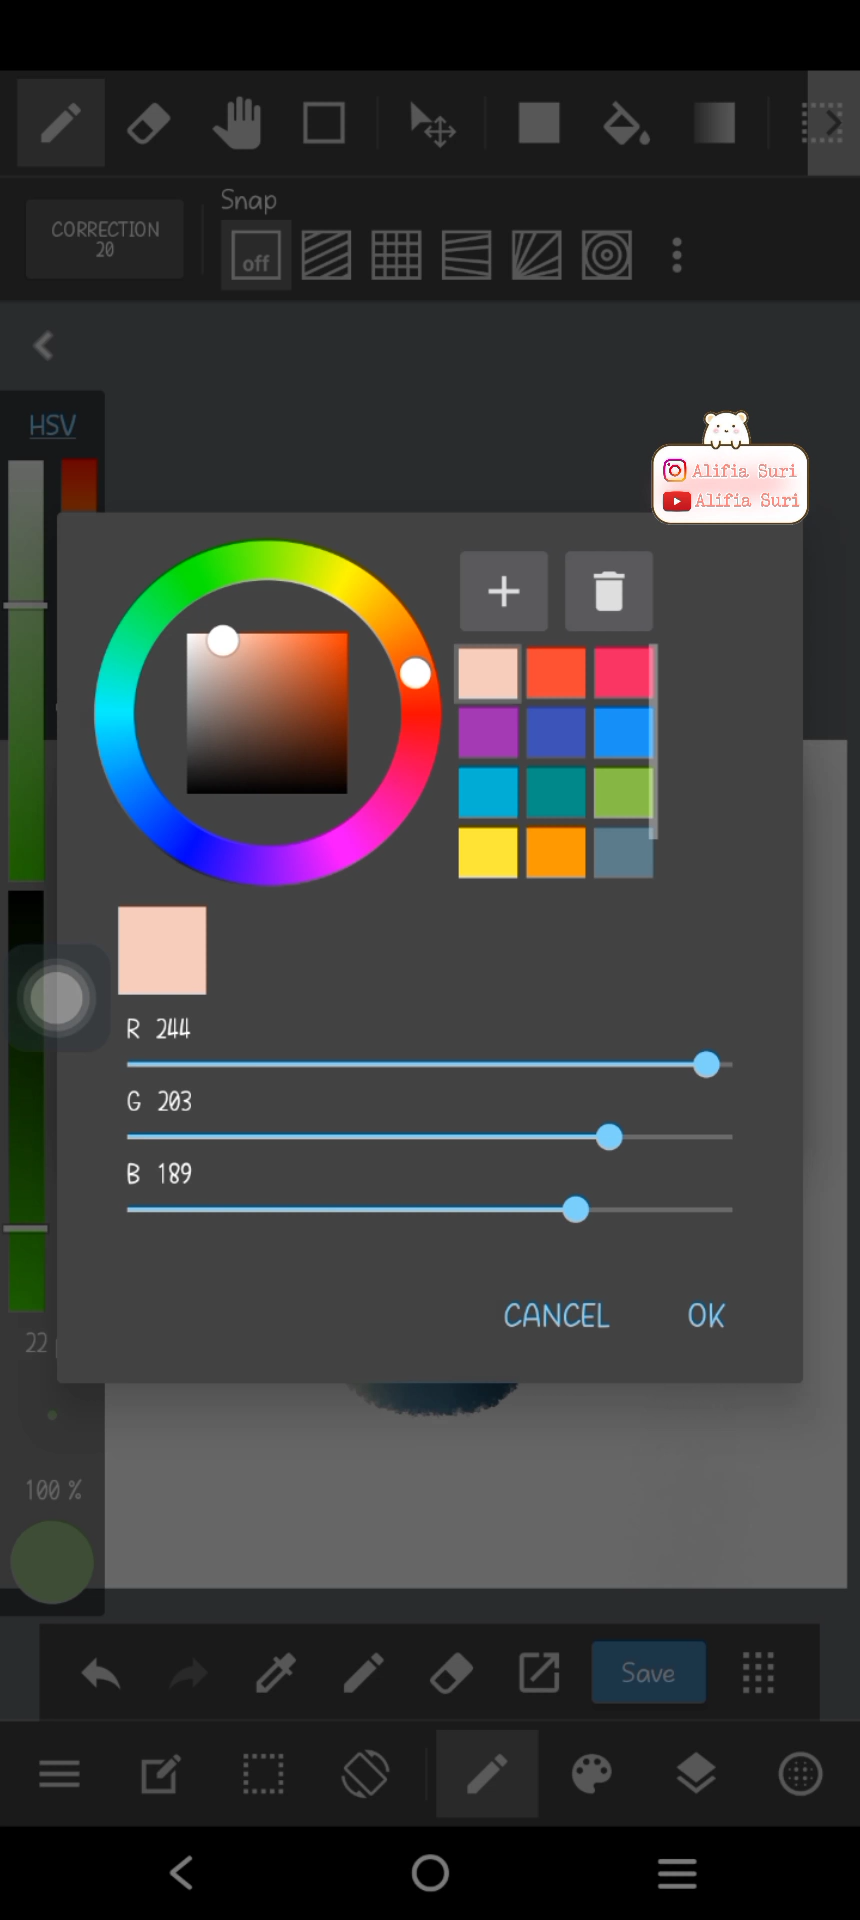 Snap
CORRECTION
20
off
HSV
Alifia Suri
Alifia Suri
R 244
G 203
B 189
CANCEL OK
22
100 %
Save